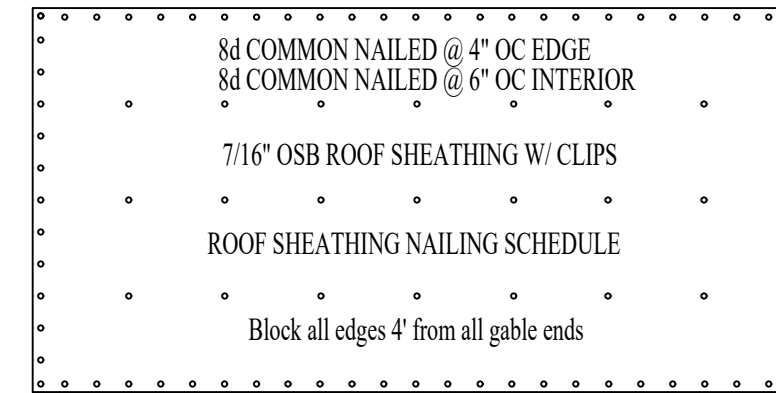 8d COMMON NAILED @ 4" OC EDGE
8d COMMON NAILED @ 6" OC INTERIOR
7/16" OSB ROOF SHEATHING W/ CLIPS
ROOF SHEATHING NAILING SCHEDULE
Block all edges 4' from all gable ends